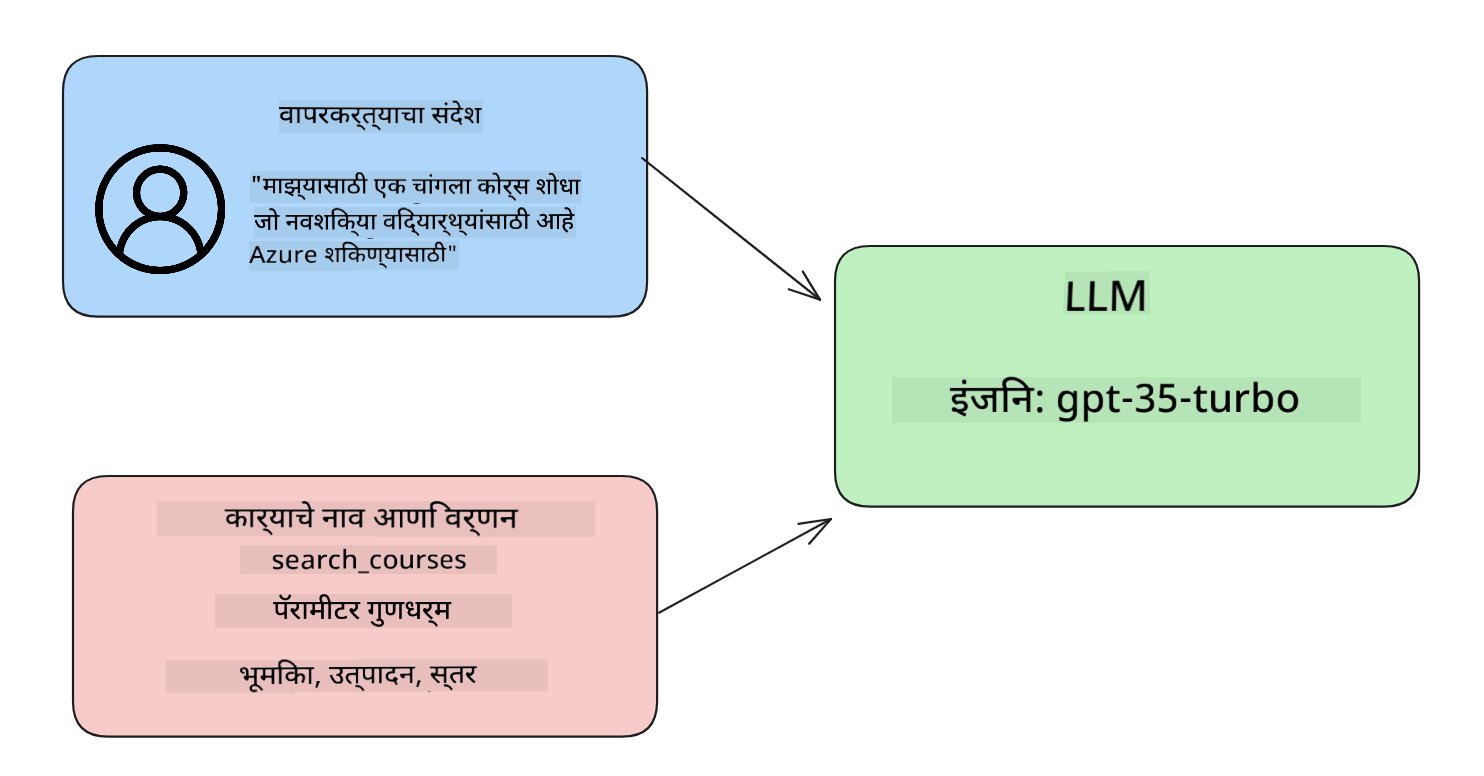 वापरकर्त्याचा संदेश
"माझ्यासाठी एक चांगला कोर्स शोधा
जो नवशिक्या विद्यार्थ्यांसाठी आहे
Azure शिकण्यासाठी"
LLM
इंजिन: gpt-35-turbo
कार्याचे नाव आणि विवर्णन
search_courses
पॅरामीटर गुणधर्म
भूमिका, उत्पादन, स्तर